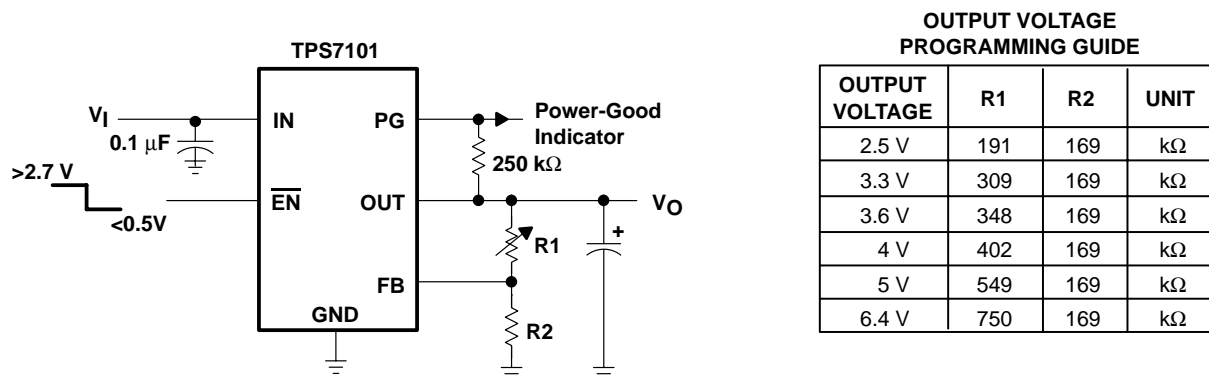 TPS7101
VI
0.1 μF
>2.7 V
<0.5V
IN
EN
PG
OUT
FB
GND
Power-Good
Indicator
250 kΩ
VO
R1
+
R2
OUTPUT VOLTAGE
PROGRAMMING GUIDE
OUTPUT VOLTAGE R1 R2 UNIT
2.5 V 191 169 kΩ
3.3 V 309 169 kΩ
3.6 V 348 169 kΩ
4 V 402 169 kΩ
5 V 549 169 kΩ
6.4 V 750 169 kΩ